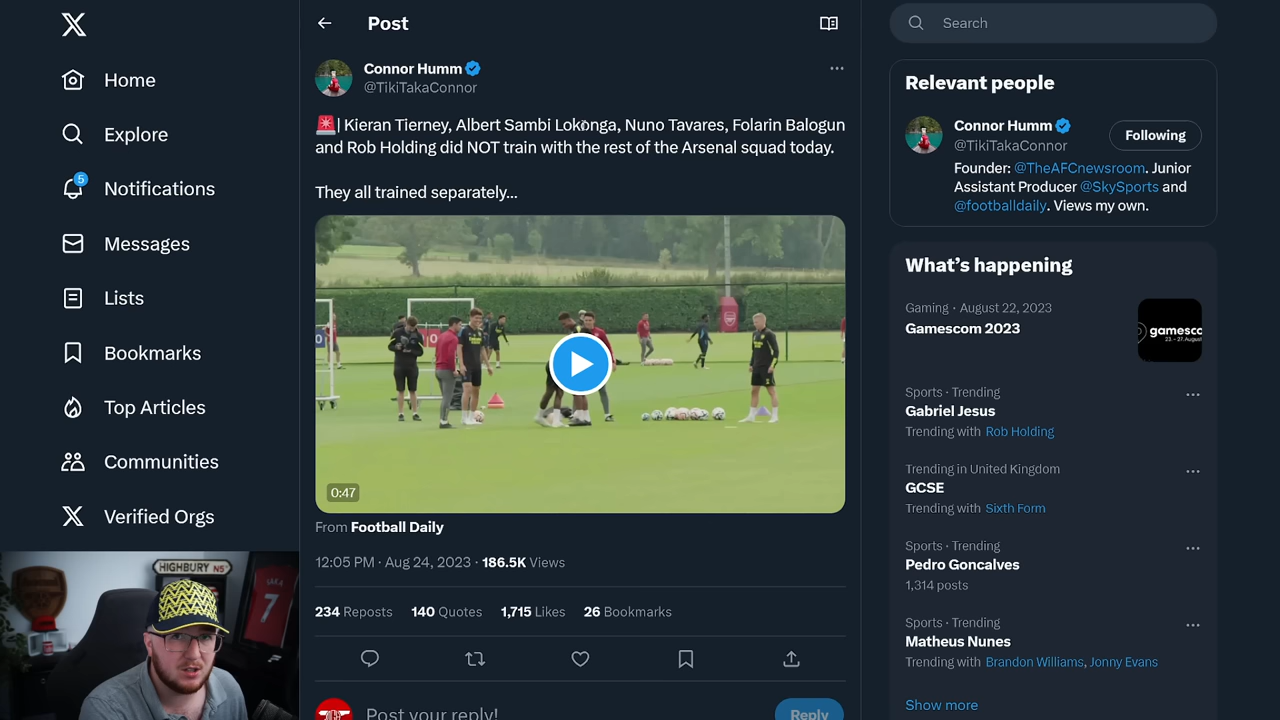 Home
Explore
5
Notifications
Messages
Lists
Bookmarks
Top Articles
Communities
Verified Orgs
HIGHBURY N5
SAKA
7
Post
Connor Humm
@TikiTakaConnor
🚨| Kieran Tierney, Albert Sambi Lokonga, Nuno Tavares, Folarin Balogun
and Rob Holding did NOT train with the rest of the Arsenal squad today.
They all trained separately...
0:47
From Football Daily
12:05 PM · Aug 24, 2023 · 186.5K Views
234 Reposts 140 Quotes 1,715 Likes 26 Bookmarks
Post your reply!
Reply
Search
Relevant people
Connor Humm
@TikiTakaConnor
Following
Founder: @TheAFCnewsroom. Junior
Assistant Producer @SkySports and
@footballdaily. Views my own.
What's happening
Gaming · August 22, 2023
Gamescom 2023
gamesco
23. - 27. August
Sports · Trending
Gabriel Jesus
Trending with Rob Holding
Trending in United Kingdom
GCSE
Trending with Sixth Form
Sports · Trending
Pedro Goncalves
1,314 posts
Sports · Trending
Matheus Nunes
Trending with Brandon Williams, Jonny Evans
Show more